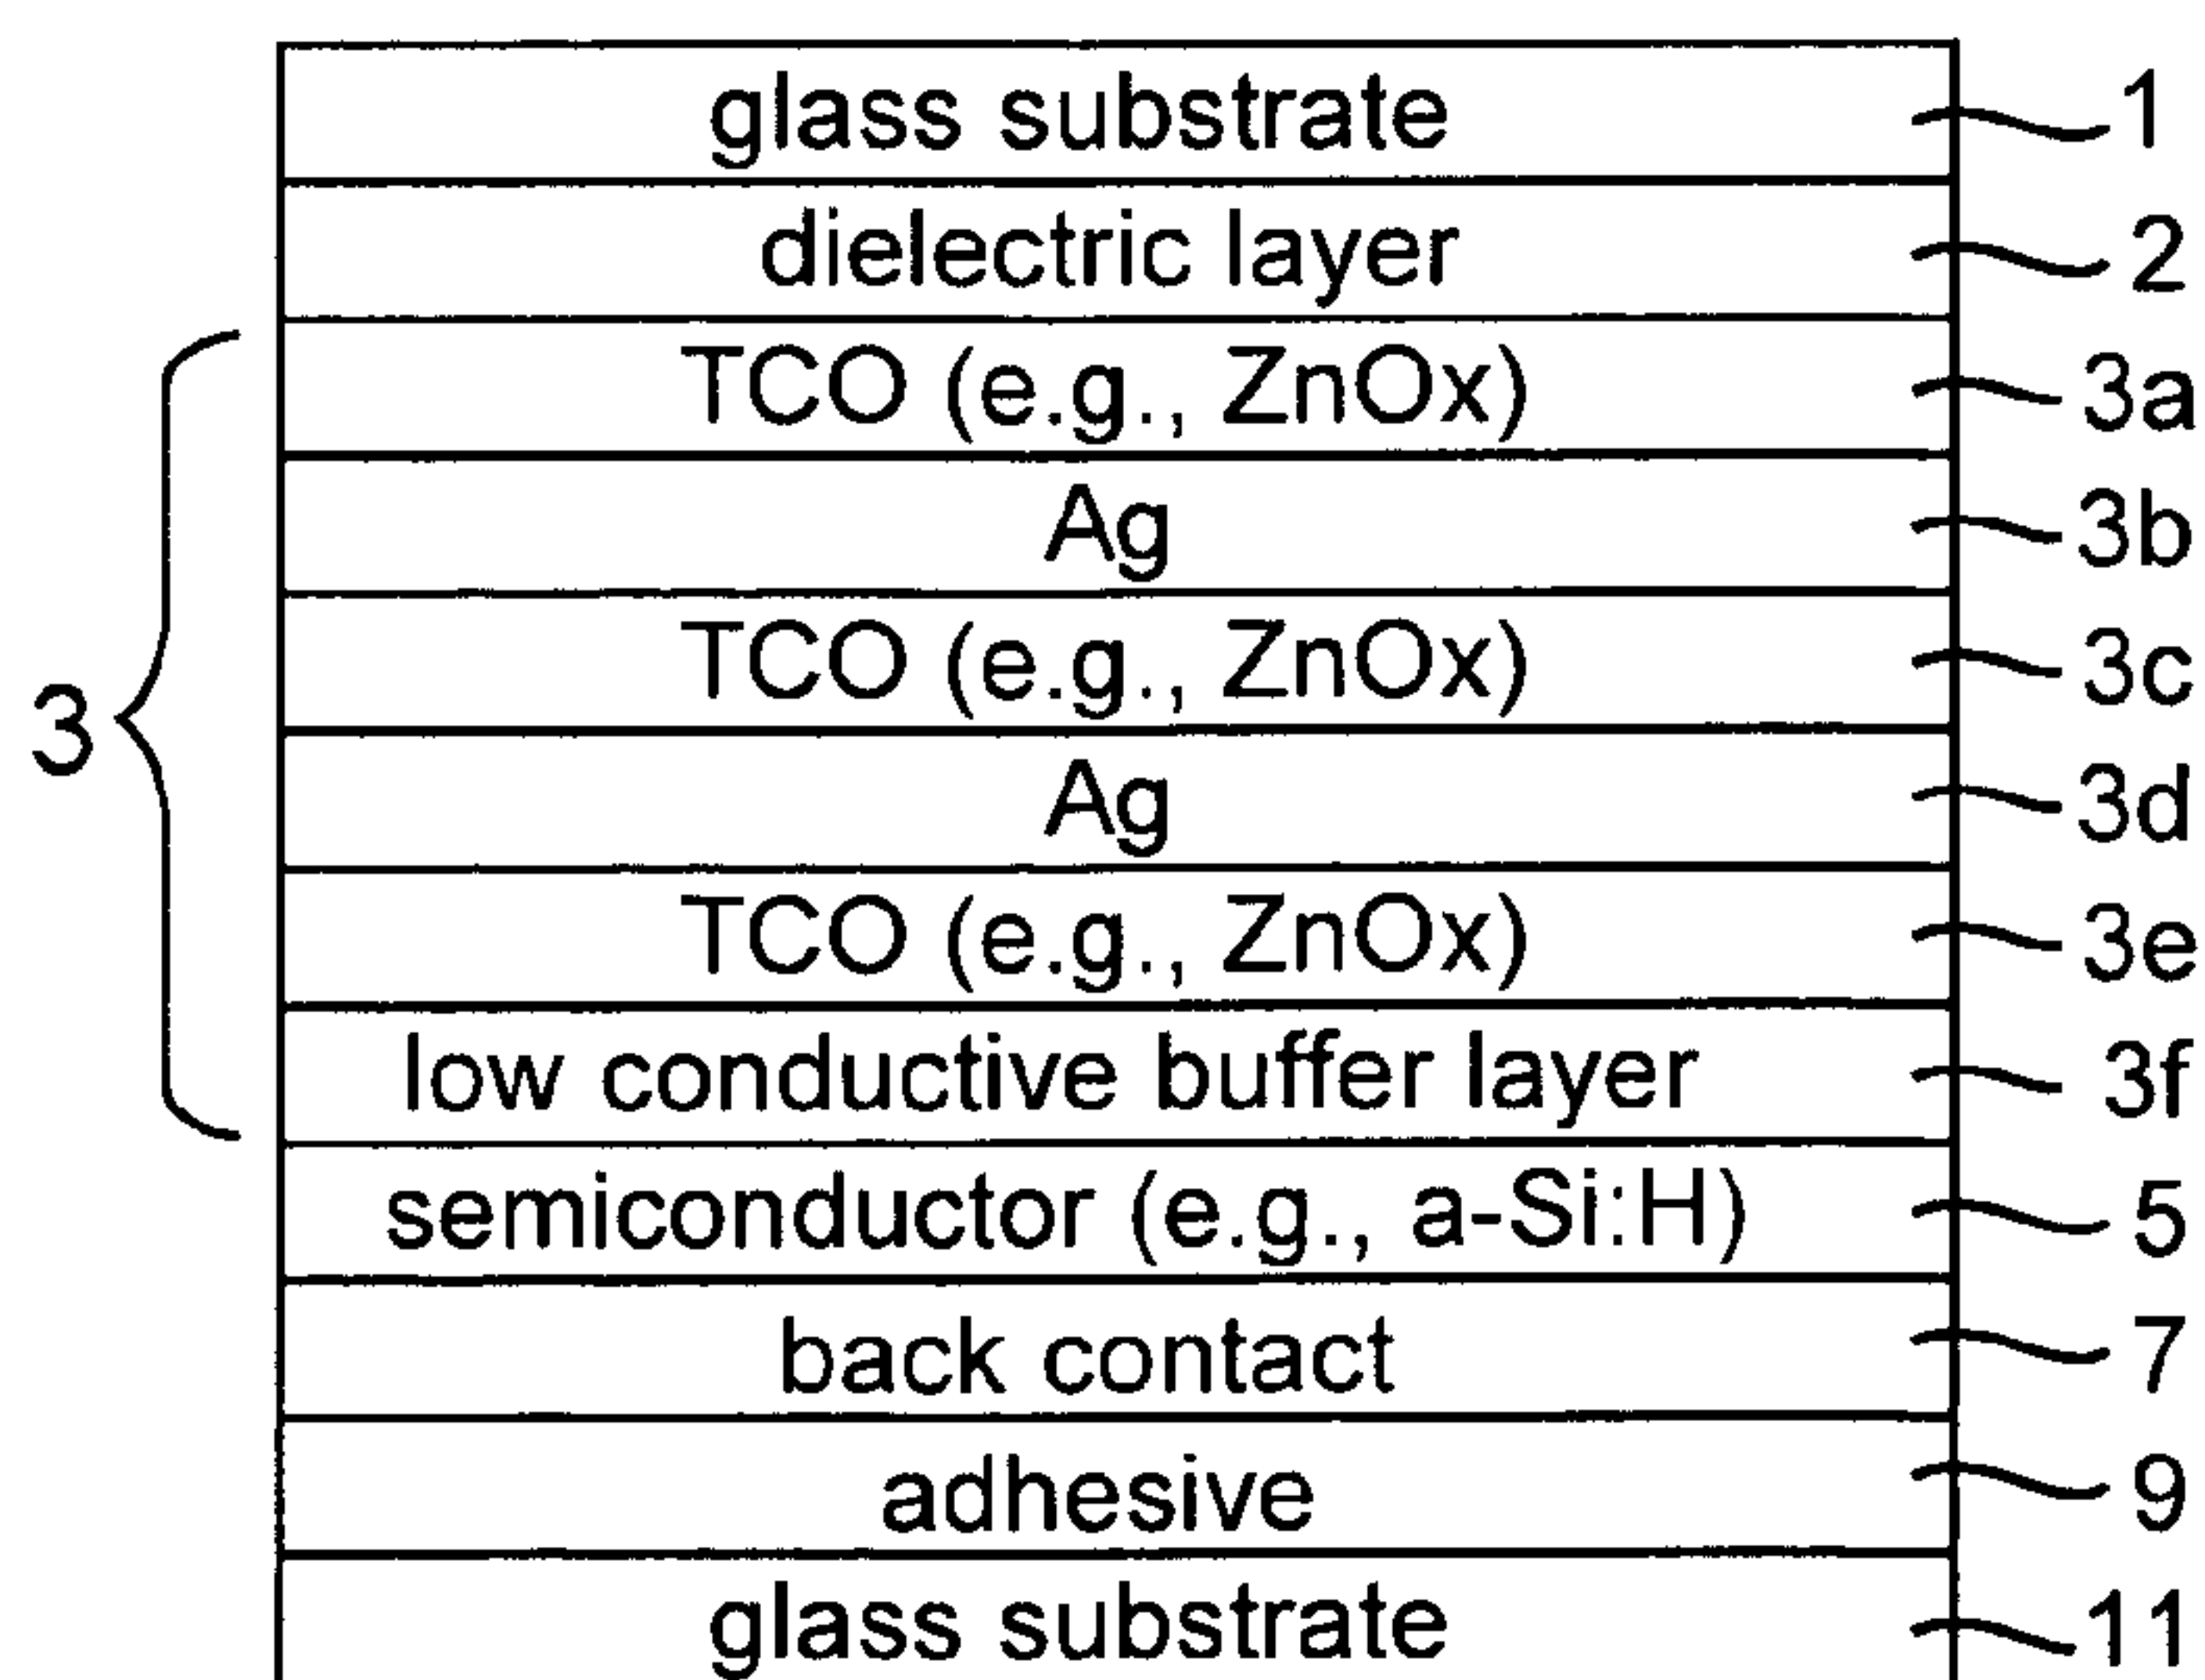 glass substrate 1
dielectric layer 2
TCO (e.g., ZnOx) 3a
Ag 3b
TCO (e.g., ZnOx) 3c
3
Ag 3d
TCO (e.g., ZnOx) 3e
low conductive buffer layer 3f
semiconductor (e.g., a-Si:H) 5
back contact 7
adhesive 9
glass substrate 11